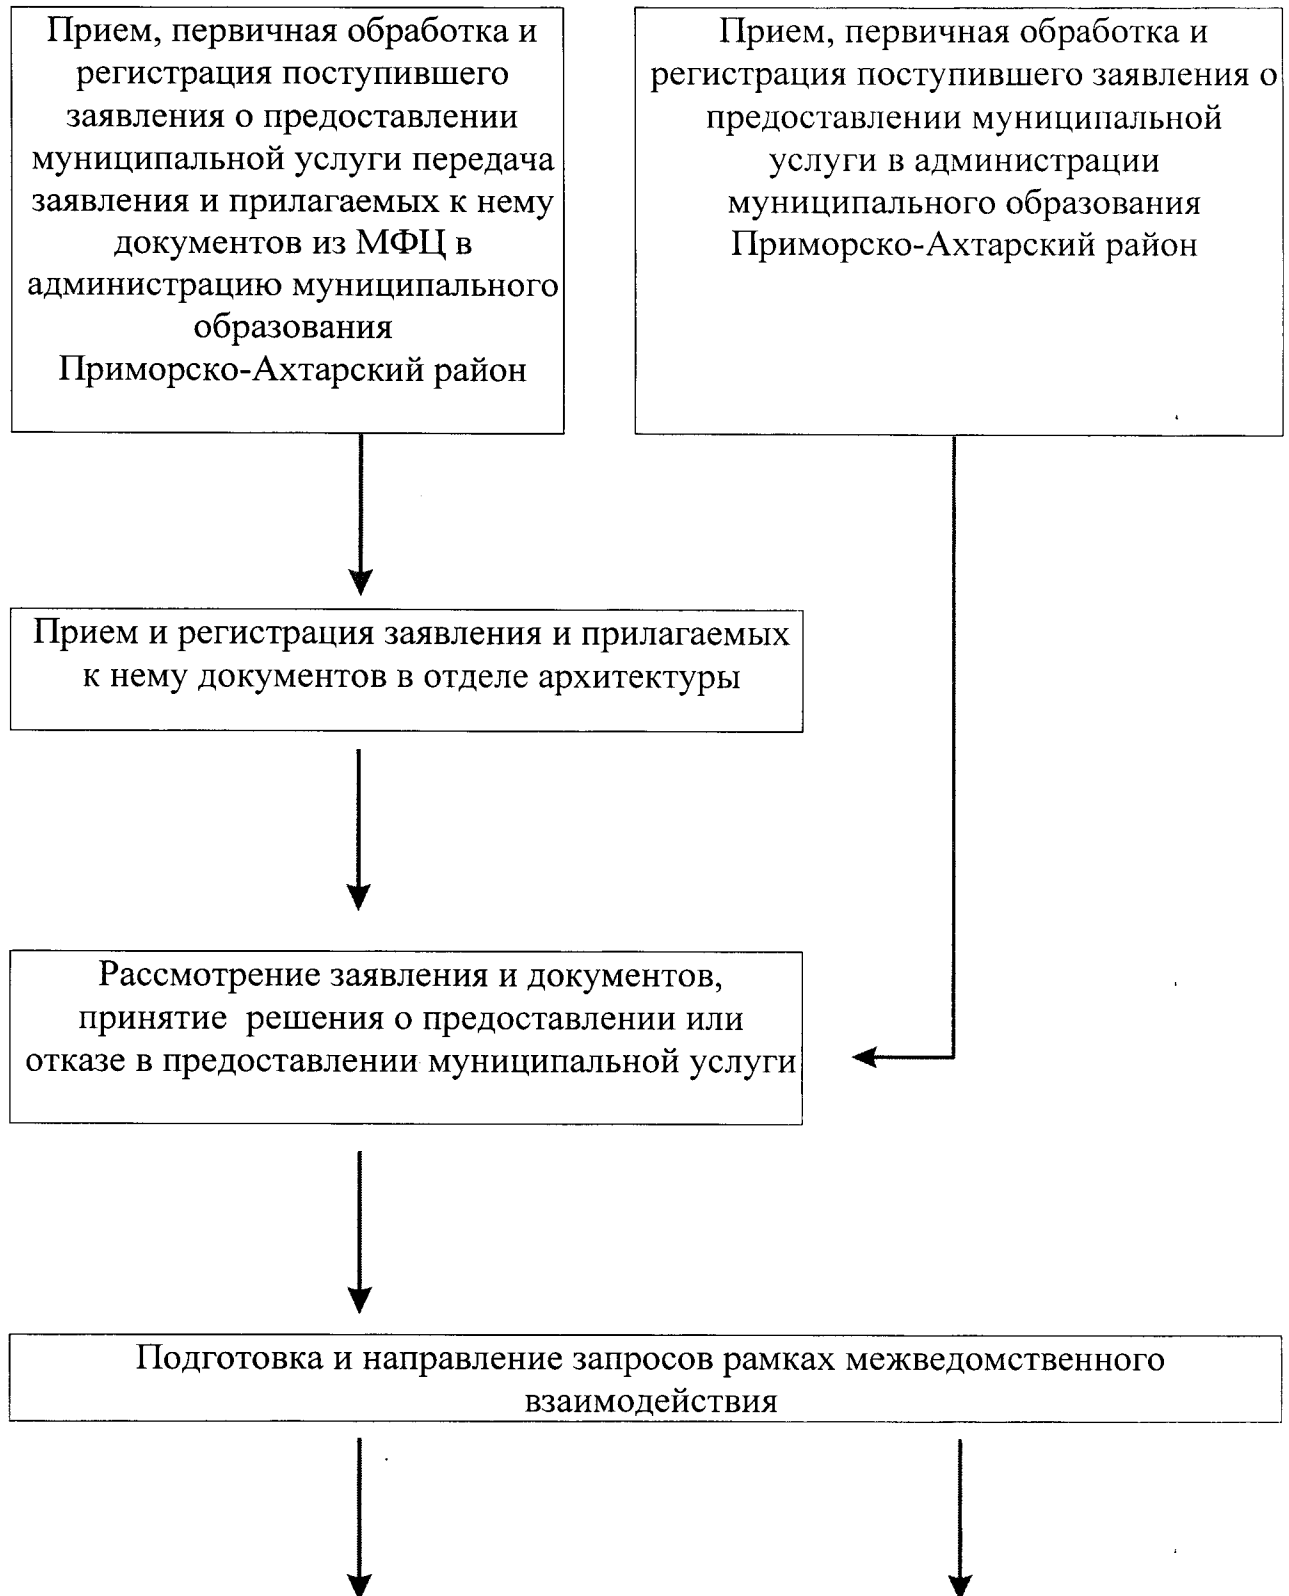 Прием, первичная обработка и
регистрация поступившего
заявления о предоставлении
муниципальной услуги передача
заявления и прилагаемых к нему
документов из МФЦ в
администрацию муниципального
образования
Приморско-Ахтарский район
Прием, первичная обработка и
регистрация поступившего заявления о
предоставлении муниципальной
услуги в администрации
муниципального образования
Приморско-Ахтарский район
Прием и регистрация заявления и прилагаемых
к нему документов в отделе архитектуры
Рассмотрение заявления и документов,
принятие решения о предоставлении или
отказе в предоставлении муниципальной услуги
Подготовка и направление запросов рамках межведомственного
взаимодействия